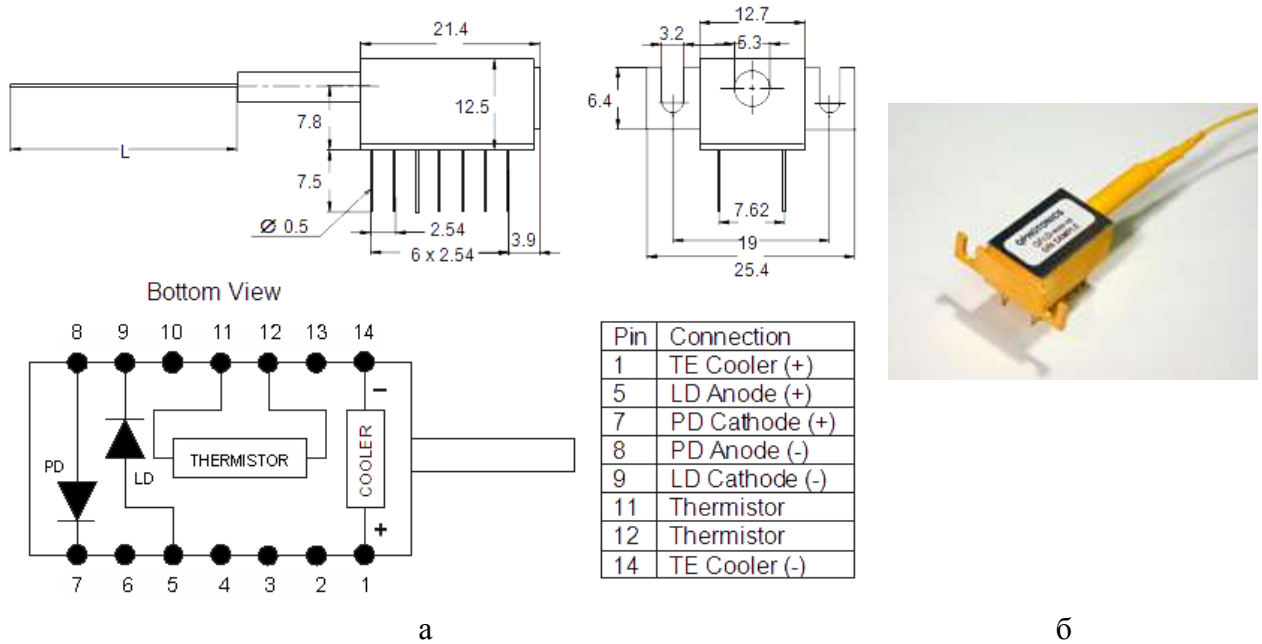 21.4
12.5
7.8
L
7.5
Ø 0.5
2.54
6 x 2.54
3.9
12.7
3.2
5.3
6.4
7.62
19
25.4
Bottom View
8 9 10 11 12 13 14
PD
LD
THERMISTOR
COOLER
−
+
7 6 5 4 3 2 1
Pin Connection
1 TE Cooler (+)
5 LD Anode (+)
7 PD Cathode (+)
8 PD Anode (-)
9 LD Cathode (-)
11 Thermistor
12 Thermistor
14 TE Cooler (-)
QPHOTONICS
а
б